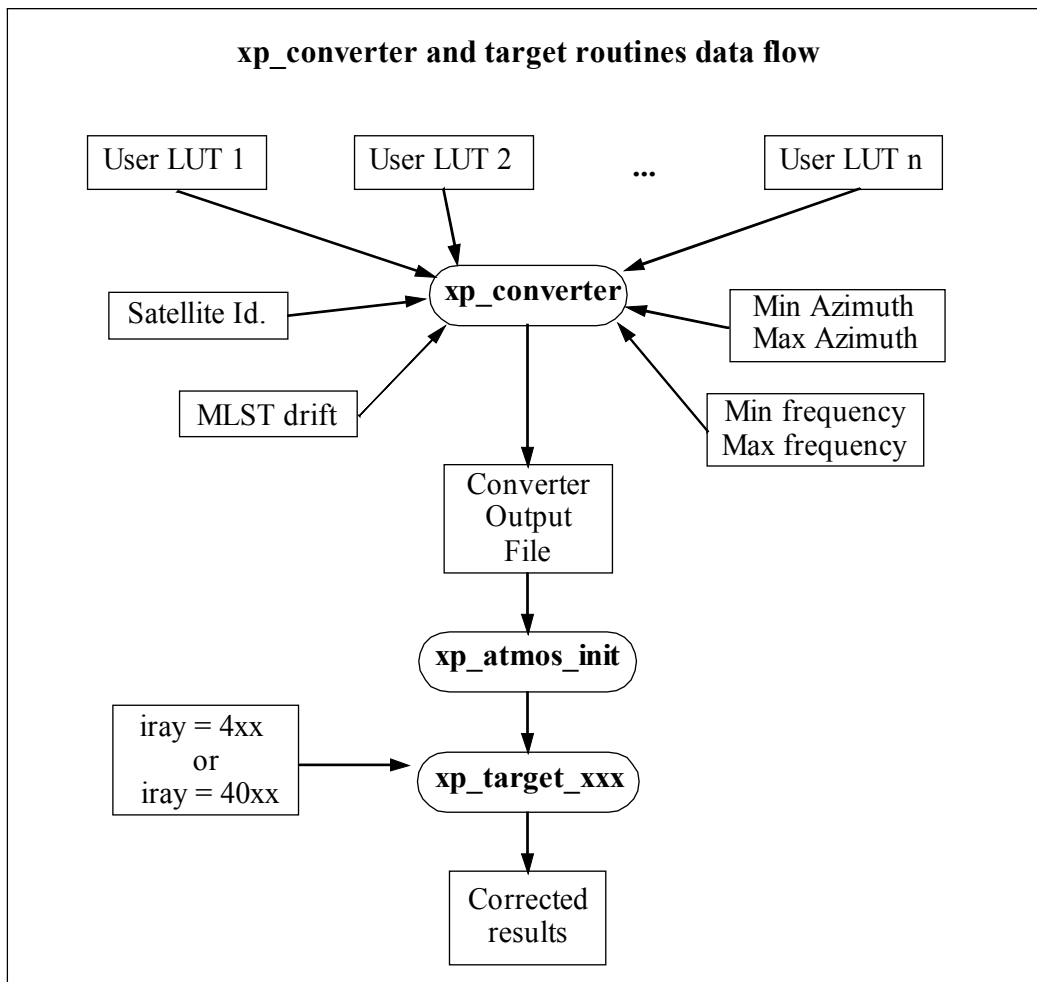 xp_converter and target routines data flow
User LUT 1
User LUT 2
...
User LUT n
xp_converter
Satellite Id.
Min Azimuth
Max Azimuth
MLST drift
Min frequency
Max frequency
Converter
Output
File
xp_atmos_init
iray = 4xx
or
iray = 40xx
xp_target_xxx
Corrected
results